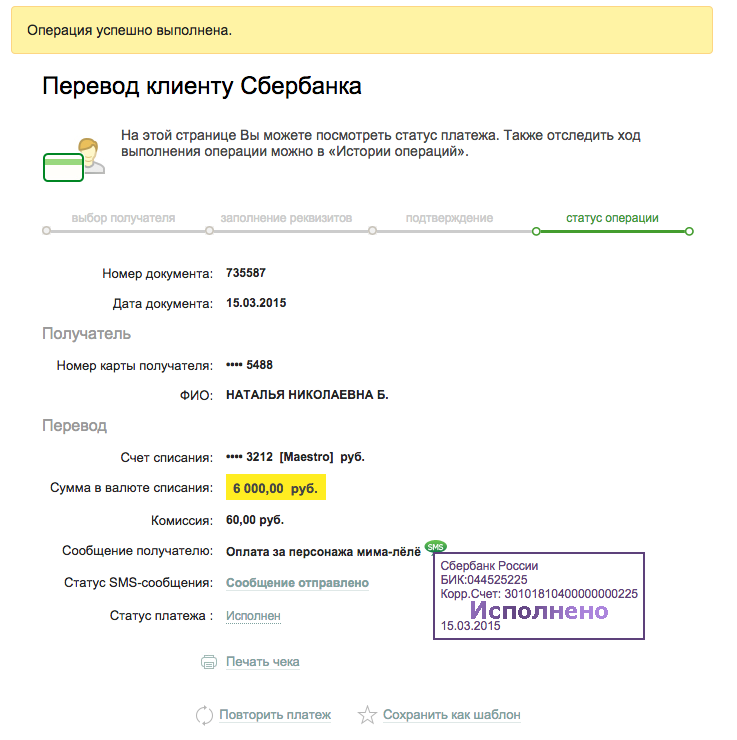 Операция успешно выполнена.
Перевод клиенту Сбербанка
На этой странице Вы можете посмотреть статус платежа. Также отследить ход
выполнения операции можно в «Истории операций».
выбор получателя заполнение реквизитов подтверждение статус операции
Номер документа: 735587
Дата документа: 15.03.2015
Получатель
Номер карты получателя: •••• 5488
ФИО: НАТАЛЬЯ НИКОЛАЕВНА Б.
Перевод
Счет списания: •••• 3212 [Maestro] руб.
Сумма в валюте списания: 6 000,00 руб.
Комиссия: 60,00 руб.
Сообщение получателю: Оплата за персонажа мима-лёлё SMS
Статус SMS-сообщения: Сообщение отправлено
Статус платежа : Исполнен
Сбербанк России
БИК:044525225
Корр.Счет: 30101810400000000225
Исполнено
15.03.2015
Печать чека
Повторить платеж Сохранить как шаблон